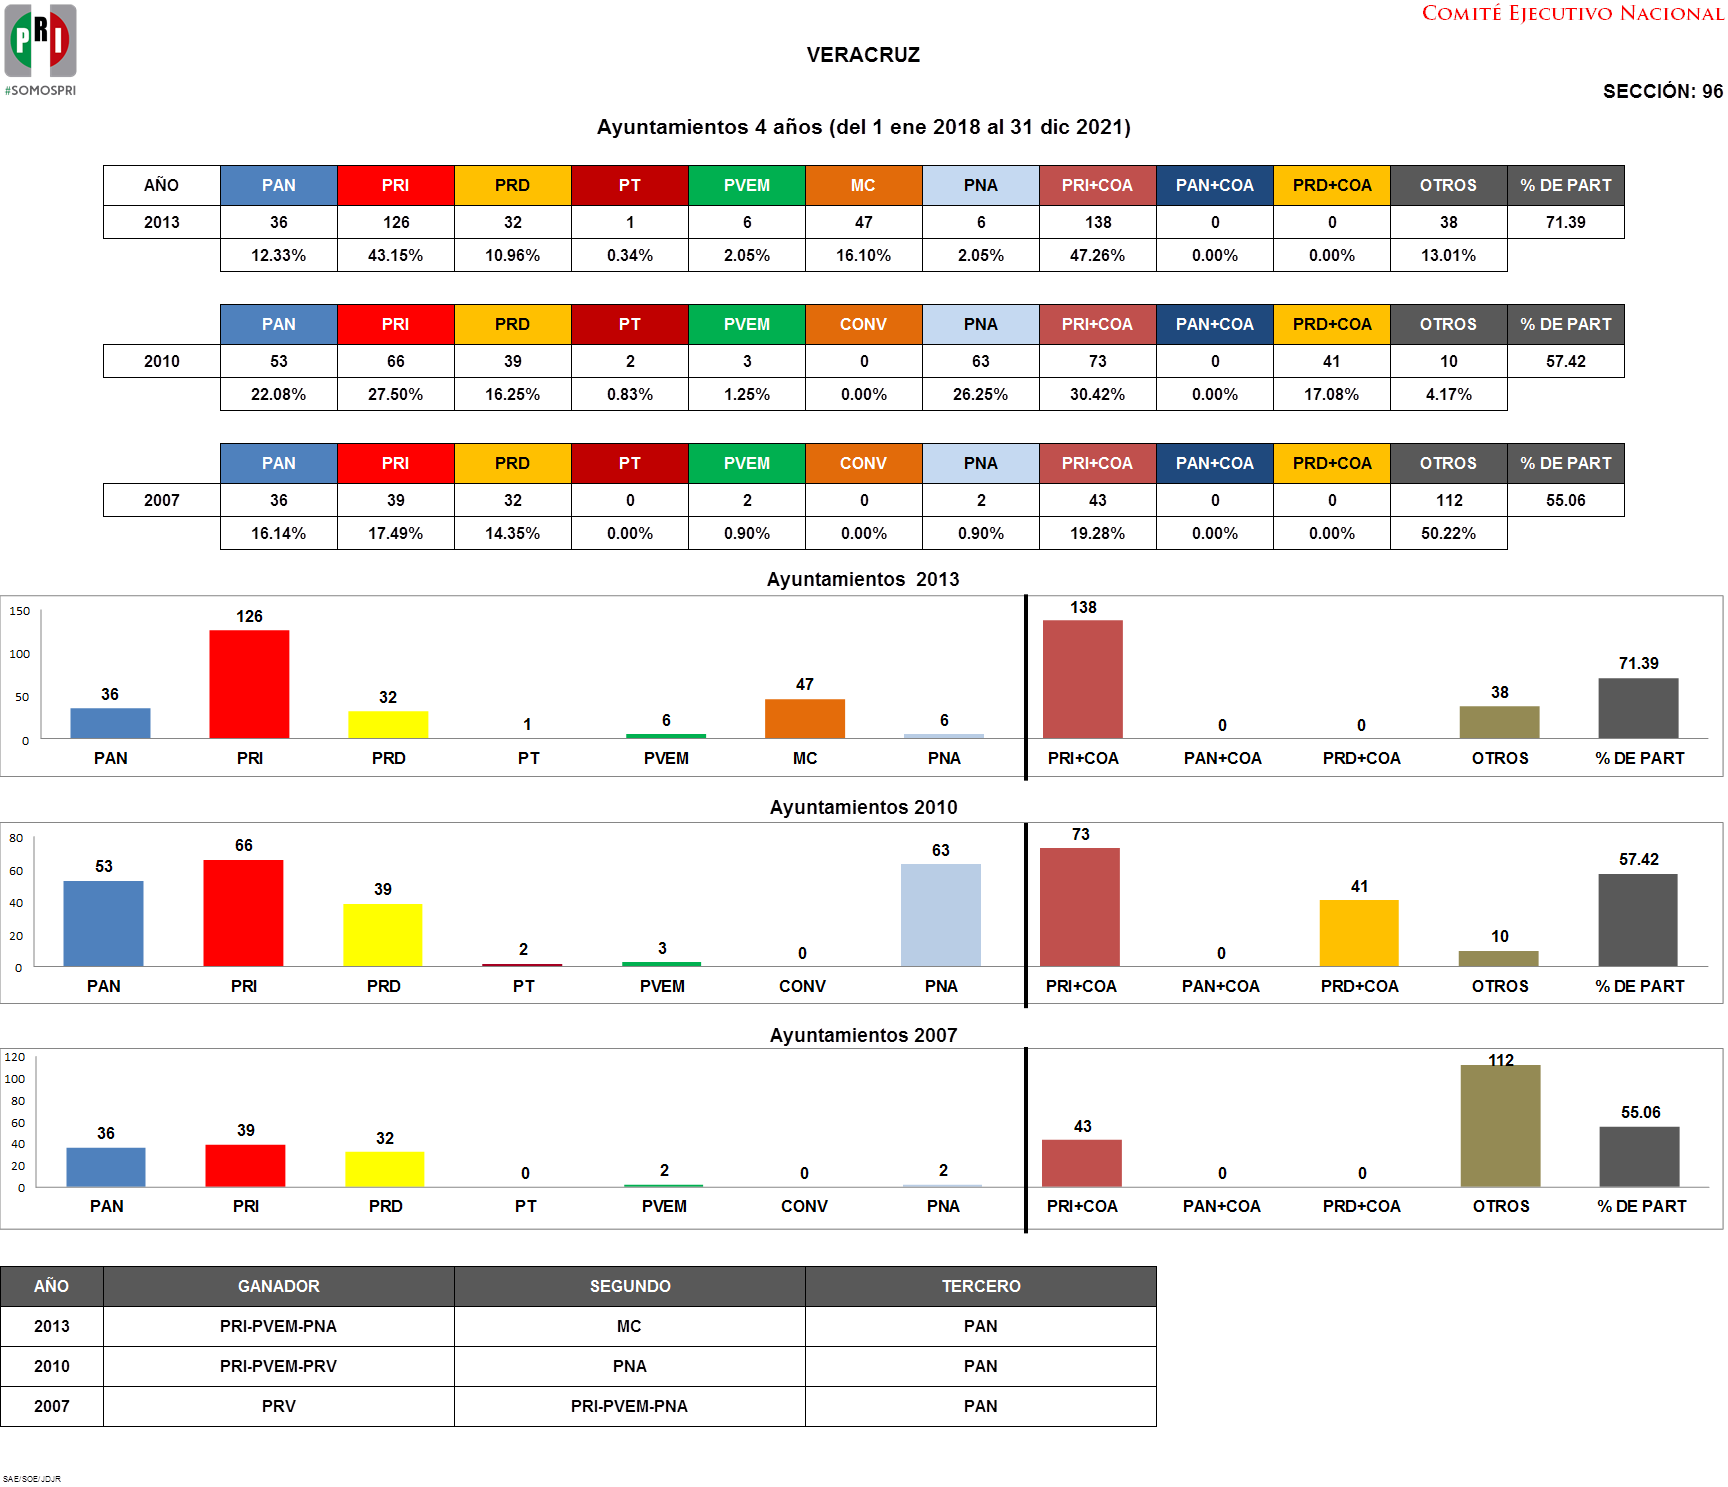 PRI
#SOMOSPRI
COMITÉ EJECUTIVO NACIONAL
VERACRUZ
SECCIÓN: 96
Ayuntamientos 4 años (del 1 ene 2018 al 31 dic 2021)
AÑO PAN PRI PRD PT PVEM MC PNA PRI+COA PAN+COA PRD+COA OTROS % DE PART
2013 36 126 32 1 6 47 6 138 0 0 38 71.39
12.33% 43.15% 10.96% 0.34% 2.05% 16.10% 2.05% 47.26% 0.00% 0.00% 13.01%
PAN PRI PRD PT PVEM CONV PNA PRI+COA PAN+COA PRD+COA OTROS % DE PART
2010 53 66 39 2 3 0 63 73 0 41 10 57.42
22.08% 27.50% 16.25% 0.83% 1.25% 0.00% 26.25% 30.42% 0.00% 17.08% 4.17%
PAN PRI PRD PT PVEM CONV PNA PRI+COA PAN+COA PRD+COA OTROS % DE PART
2007 36 39 32 0 2 0 2 43 0 0 112 55.06
16.14% 17.49% 14.35% 0.00% 0.90% 0.00% 0.90% 19.28% 0.00% 0.00% 50.22%
Ayuntamientos 2013
150
100
50
0
36 126 32 1 6 47 6 138 0 0 38 71.39
PAN PRI PRD PT PVEM MC PNA PRI+COA PAN+COA PRD+COA OTROS % DE PART
Ayuntamientos 2010
80
60
40
20
0
53 66 39 2 3 0 63 73 0 41 10 57.42
PAN PRI PRD PT PVEM CONV PNA PRI+COA PAN+COA PRD+COA OTROS % DE PART
Ayuntamientos 2007
120
100
80
60
40
20
0
36 39 32 0 2 0 2 43 0 0 112 55.06
PAN PRI PRD PT PVEM CONV PNA PRI+COA PAN+COA PRD+COA OTROS % DE PART
AÑO GANADOR SEGUNDO TERCERO
2013 PRI-PVEM-PNA MC PAN
2010 PRI-PVEM-PRV PNA PAN
2007 PRV PRI-PVEM-PNA PAN
SAE/SOE/JDJR